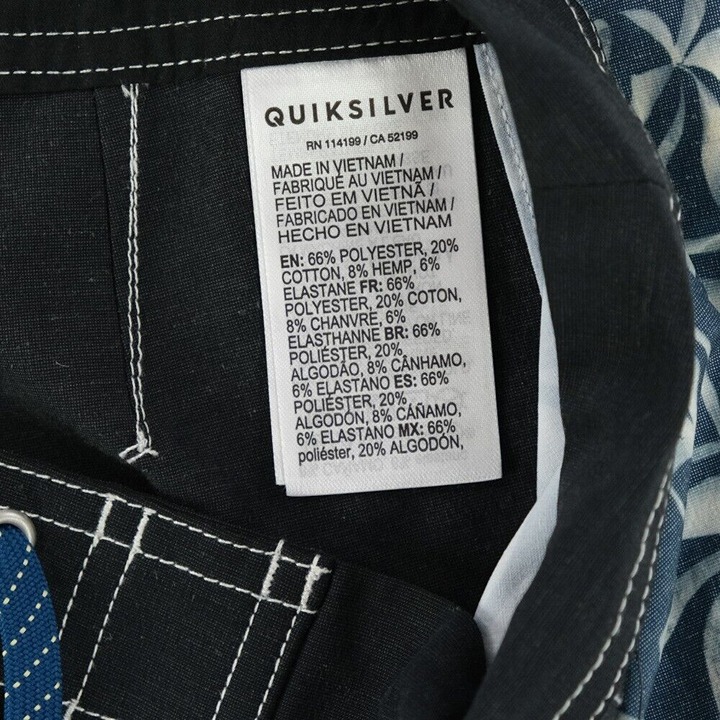 QUIKSILVER
RN 114199 / CA 52199
MADE IN VIETNAM /
FABRIQUÉ AU VIETNAM /
FEITO EM VIETNÃ /
FABRICADO EN VIETNAM /
HECHO EN VIETNAM
EN: 66% POLYESTER, 20%
COTTON, 8% HEMP, 6%
ELASTANE FR: 66%
POLYESTER, 20% COTON,
8% CHANVRE, 6%
ELASTHANNE BR: 66%
POLIÉSTER, 20%
ALGODÃO, 8% CÂNHAMO,
6% ELASTANO ES: 66%
POLIÉSTER, 20%
ALGODÓN, 8% CÁÑAMO,
6% ELASTANO MX: 66%
poliéster, 20% ALGODÓN,